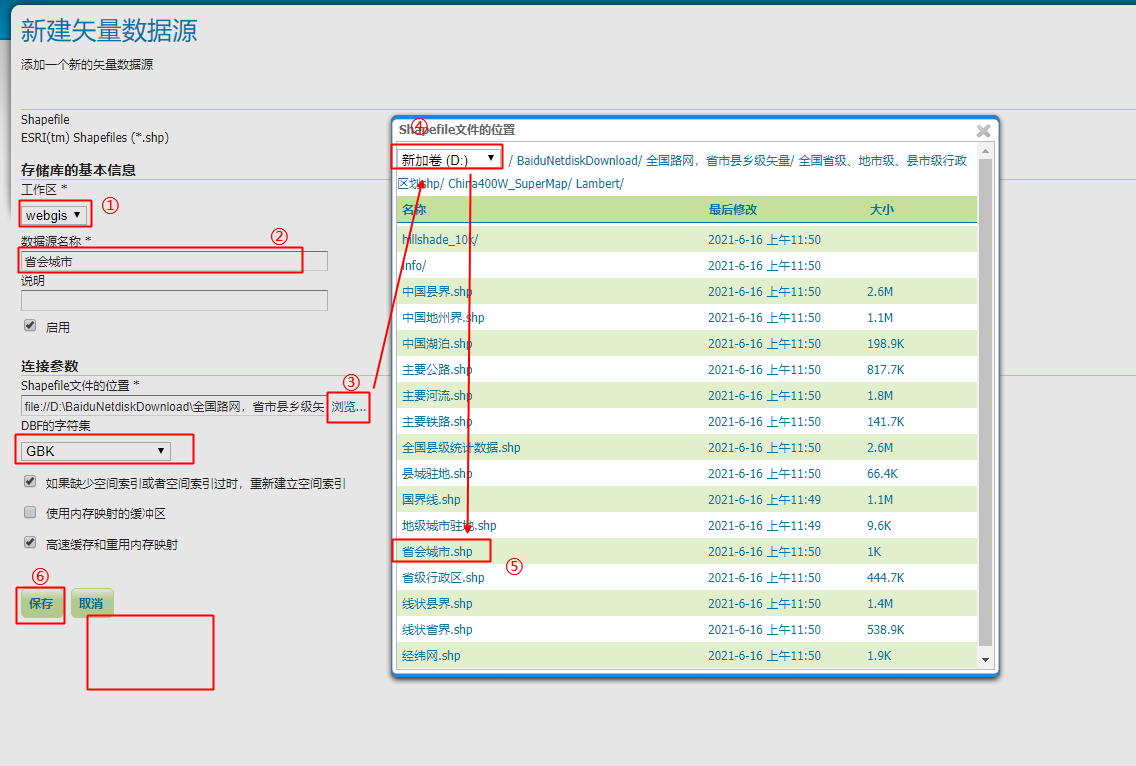 新建矢量数据源
添加一个新的矢量数据源
Shapefile
ESRI(tm) Shapefiles (*.shp)
存储库的基本信息
工作区 *
webgis ①
数据源名称 * ②
省会城市
说明
启用
连接参数
Shapefile文件的位置 * ③
file://D:\BaiduNetdiskDownload\全国路网，省市县乡级矢 浏览...
DBF的字符集
GBK
如果缺少空间索引或者空间索引过时，重新建立空间索引
使用内存映射的缓冲区
高速缓存和重用内存映射
⑥
保存 取消
④
Shapefile文件的位置
新加卷 (D:) / BaiduNetdiskDownload/ 全国路网，省市县乡级矢量/ 全国省级、地市级、县市级行政
区划shp/ China400W_SuperMap/ Lambert/
名称 最后修改 大小
hillshade_10k/ 2021-6-16 上午11:50
info/ 2021-6-16 上午11:50
中国县界.shp 2021-6-16 上午11:50 2.6M
中国地州界.shp 2021-6-16 上午11:50 1.1M
中国湖泊.shp 2021-6-16 上午11:50 198.9K
主要公路.shp 2021-6-16 上午11:50 817.7K
主要河流.shp 2021-6-16 上午11:50 1.8M
主要铁路.shp 2021-6-16 上午11:50 141.7K
全国县级统计数据.shp 2021-6-16 上午11:50 2.6M
县城驻地.shp 2021-6-16 上午11:50 66.4K
国界线.shp 2021-6-16 上午11:49 1.1M
地级城市驻地.shp 2021-6-16 上午11:49 9.6K
省会城市.shp 2021-6-16 上午11:50 1K
⑤
省级行政区.shp 2021-6-16 上午11:50 444.7K
线状县界.shp 2021-6-16 上午11:50 1.4M
线状省界.shp 2021-6-16 上午11:50 538.9K
经纬网.shp 2021-6-16 上午11:50 1.9K